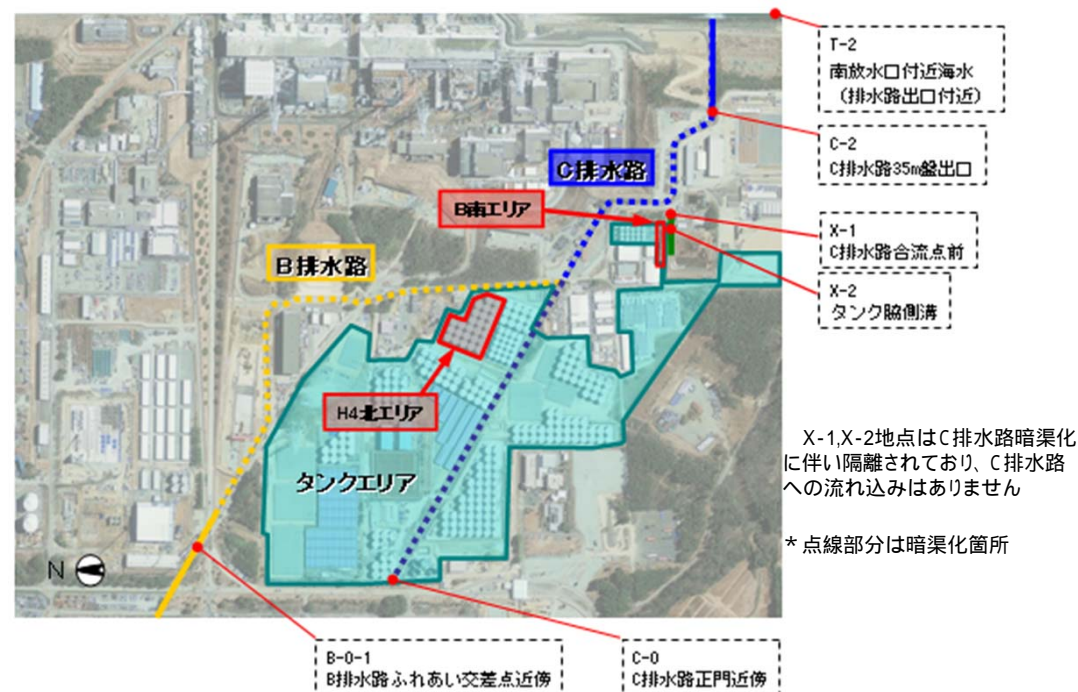 T-2
南放水口付近海水
（排水路出口付近）
C-2
C排水路35m盤出口
C排水路
B南エリア
X-1
C排水路合流点前
B排水路
X-2
タンク脇側溝
H4北エリア
タンクエリア
X-1,X-2地点はC排水路暗渠化
に伴い隔離されており、C排水路
への流れ込みはありません
*点線部分は暗渠化箇所
N
B-0-1
B排水路ふれあい交差点近傍
C-0
C排水路正門近傍